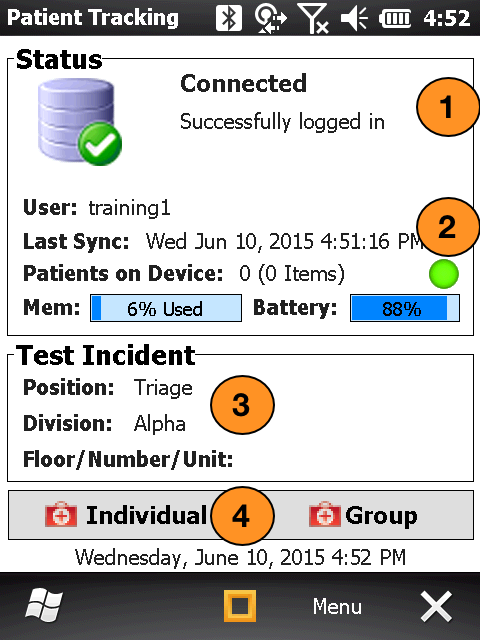 Patient Tracking 4:52
Status
Connected
1
Successfully logged in
User: training1
2
Last Sync: Wed Jun 10, 2015 4:51:16 PM
Patients on Device: 0 (0 Items)
Mem: 6% Used Battery: 88%
Test Incident
Position: Triage
3
Division: Alpha
Floor/Number/Unit:
Individual 4 Group
Wednesday, June 10, 2015 4:52 PM
Menu